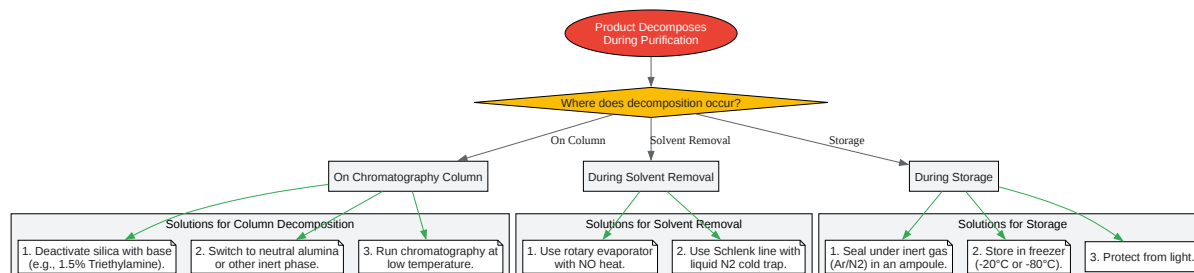 Product Decomposes
During Purification
Where does decomposition occur?
On Column
Solvent Removal
Storage
On Chromatography Column
During Solvent Removal
During Storage
Solutions for Column Decomposition
1. Deactivate silica with base
(e.g., 1.5% Triethylamine).
2. Switch to neutral alumina
or other inert phase.
3. Run chromatography at
low temperature.
Solutions for Solvent Removal
1. Use rotary evaporator
with NO heat.
2. Use Schlenk line with
liquid N2 cold trap.
Solutions for Storage
1. Seal under inert gas
(Ar/N2) in an ampoule.
2. Store in freezer
(-20°C or -80°C).
3. Protect from light.